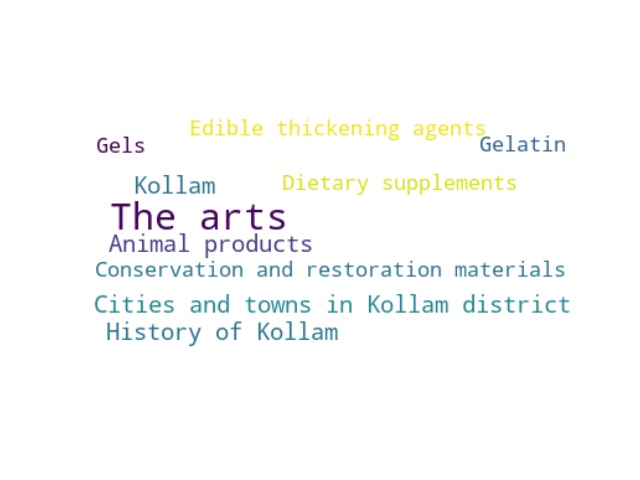 Edible thickening agents
Gels
Gelatin
Kollam
Dietary supplements
The arts
Animal products
Conservation and restoration materials
Cities and towns in Kollam district
History of Kollam